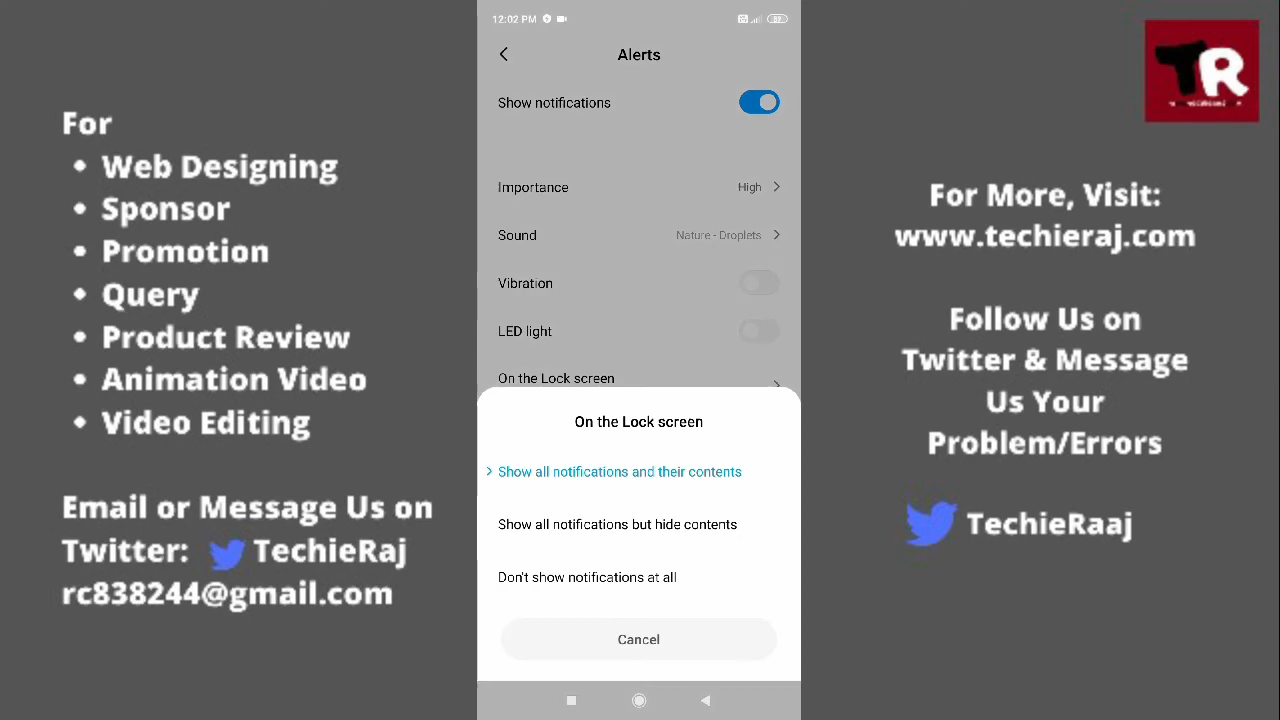 For
• Web Designing
• Sponsor
• Promotion
• Query
• Product Review
• Animation Video
• Video Editing
Email or Message Us on
Twitter: TechieRaj
rc838244@gmail.com
12:02 PM
Alerts
Show notifications
Importance High
Sound Nature - Droplets
Vibration
LED light
On the Lock screen
On the Lock screen
Show all notifications and their contents
Show all notifications but hide contents
Don't show notifications at all
Cancel
TR
For More, Visit:
www.techieraj.com
Follow Us on
Twitter & Message
Us Your
Problem/Errors
TechieRaaj